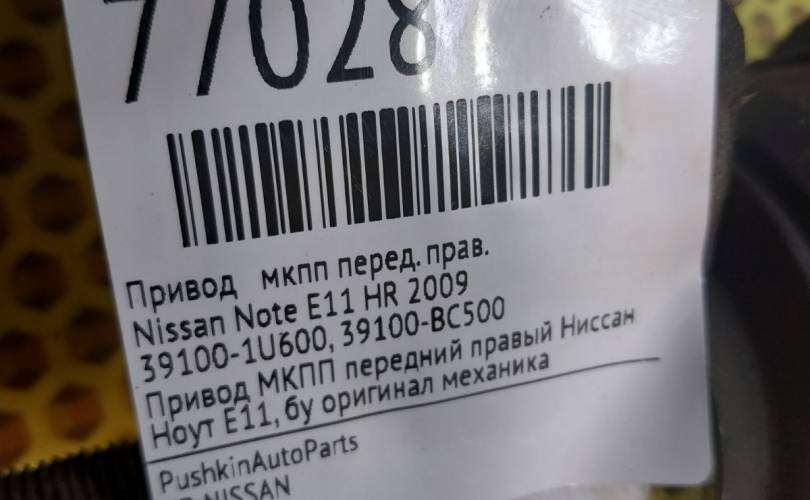 77028
Привод мкпп перед. прав.
Nissan Note E11 HR 2009
39100-1U600, 39100-BC500
Привод МКПП передний правый Ниссан
Ноут Е11, бу оригинал механика
PushkinAutoParts
NISSAN